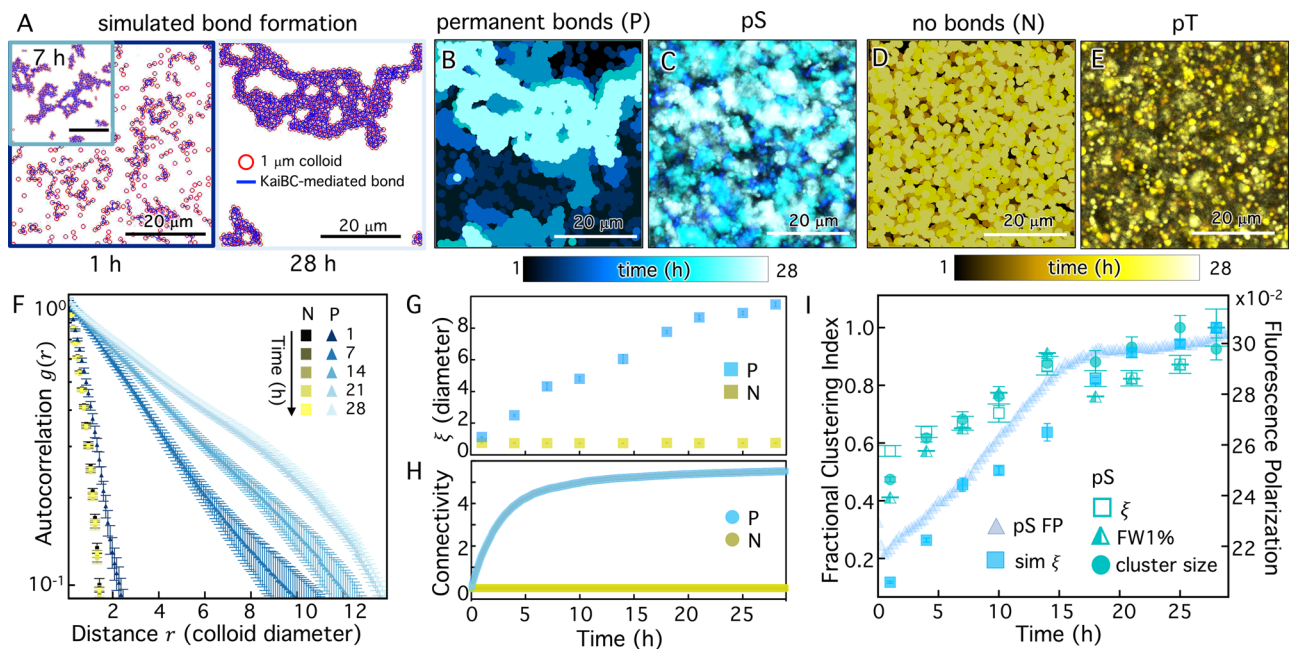 A simulated bond formation permanent bonds (P) pS no bonds (N) pT
7 h
B
C
D
E
1 μm colloid
KaiBC-mediated bond
20 μm
20 μm
20 μm
20 μm
20 μm
20 μm
1 h
28 h
1 time (h) 28
1 time (h) 28
F
10⁰
10⁻¹
Autocorrelation g(r)
N P
Time (h)
1
7
14
21
28
2 4 6 8 10 12
Distance r (colloid diameter)
G
8
6
4
2
0
ξ (diameter)
P
N
H
6
4
2
0
Connectivity
P
N
0 5 10 15 20 25
Time (h)
I
1.0
0.8
0.6
0.4
0.2
Fractional Clustering Index
x10⁻²
30
28
26
24
22
Fluorescence Polarization
pS FP
sim ξ
pS
ξ
FW1%
cluster size
0 5 10 15 20 25
Time (h)